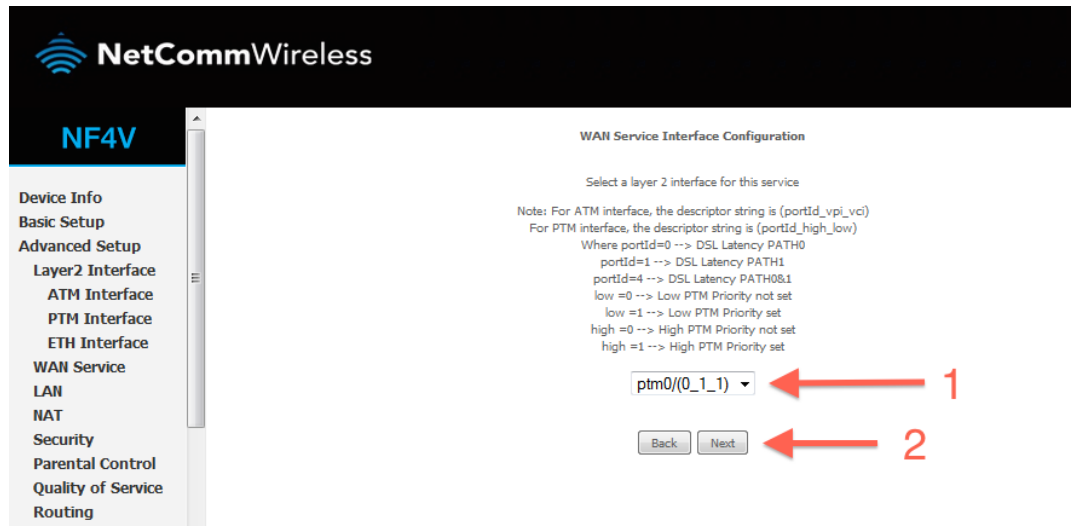 NetCommWireless
NF4V
Device Info
Basic Setup
Advanced Setup
Layer2 Interface
ATM Interface
PTM Interface
ETH Interface
WAN Service
LAN
NAT
Security
Parental Control
Quality of Service
Routing
WAN Service Interface Configuration
Select a layer 2 interface for this service
Note: For ATM interface, the descriptor string is (portId_vpi_vci)
For PTM interface, the descriptor string is (portId_high_low)
Where portId=0 --> DSL Latency PATH0
portId=1 --> DSL Latency PATH1
portId=4 --> DSL Latency PATH0&1
low =0 --> Low PTM Priority not set
low =1 --> Low PTM Priority set
high =0 --> High PTM Priority not set
high =1 --> High PTM Priority set
ptm0/(0_1_1) 1
Back Next 2